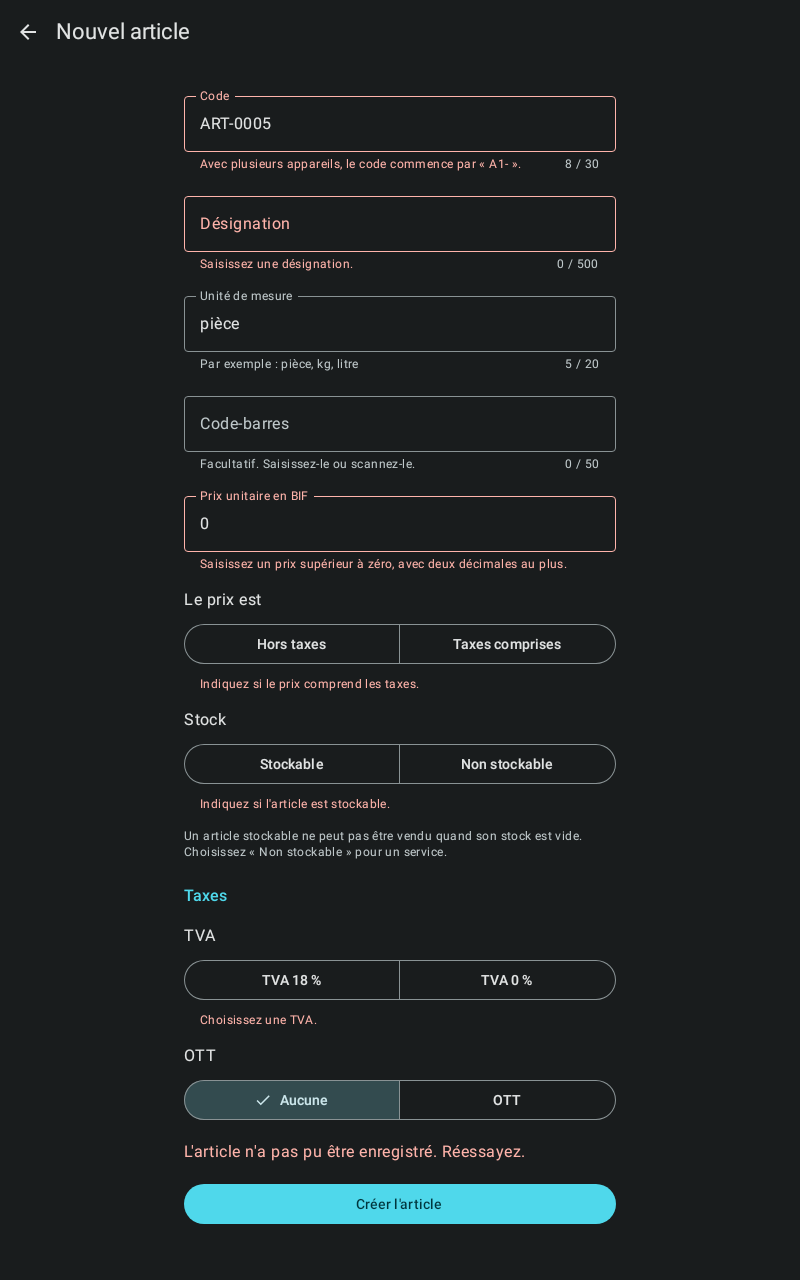 Nouvel article
Code
ART-0005
Avec plusieurs appareils, le code commence par « A1- ». 8 / 30
Désignation
Saisissez une désignation. 0 / 500
Unité de mesure
pièce
Par exemple : pièce, kg, litre 5 / 20
Code-barres
Facultatif. Saisissez-le ou scannez-le. 0 / 50
Prix unitaire en BIF
0
Saisissez un prix supérieur à zéro, avec deux décimales au plus.
Le prix est
Hors taxes Taxes comprises
Indiquez si le prix comprend les taxes.
Stock
Stockable Non stockable
Indiquez si l'article est stockable.
Un article stockable ne peut pas être vendu quand son stock est vide.
Choisissez « Non stockable » pour un service.
Taxes
TVA
TVA 18 % TVA 0 %
Choisissez une TVA.
OTT
Aucune OTT
L'article n'a pas pu être enregistré. Réessayez.
Créer l'article